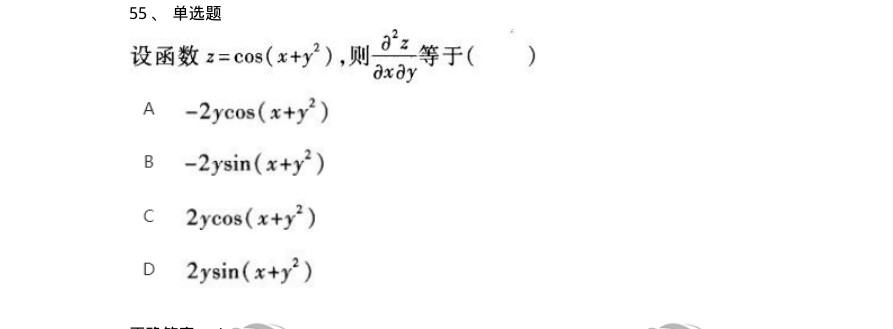 55 、 单选题
设函数 z=cos(x+y²),则∂²z/∂x∂y等于(  )
A -2ycos(x+y²)
B -2ysin(x+y²)
C 2ycos(x+y²)
D 2ysin(x+y²)